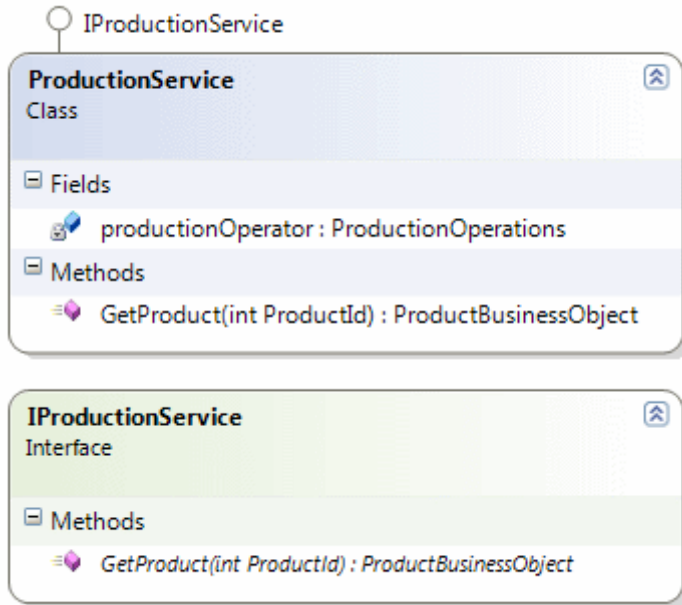 IProductionService
ProductionService
Class
Fields
productionOperator : ProductionOperations
Methods
GetProduct(int ProductId) : ProductBusinessObject
IProductionService
Interface
Methods
GetProduct(int ProductId) : ProductBusinessObject